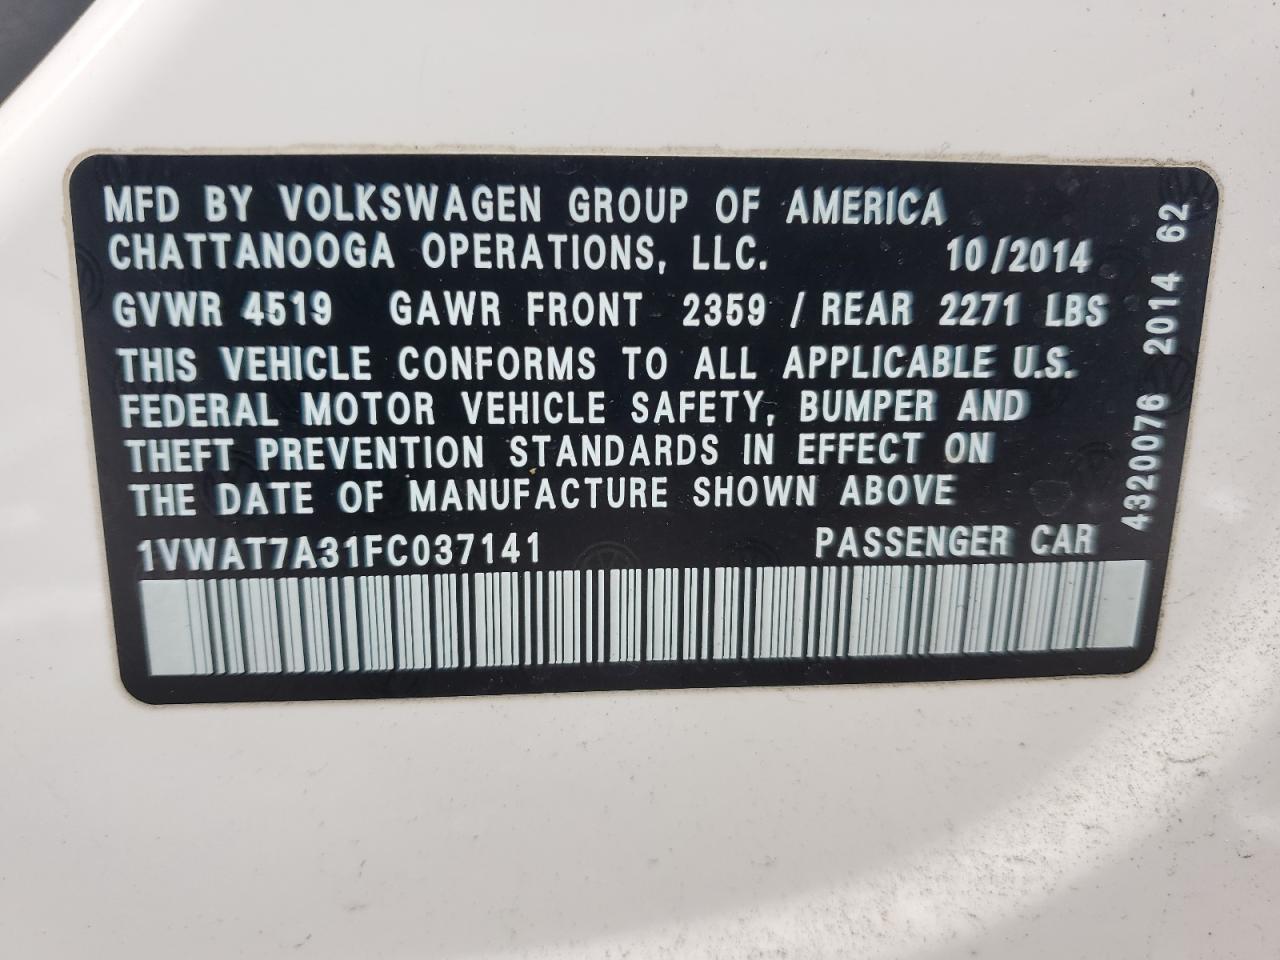 MFD BY VOLKSWAGEN GROUP OF AMERICA
CHATTANOOGA OPERATIONS, LLC. 10/2014
GVWR 4519 GAWR FRONT 2359 / REAR 2271 LBS
THIS VEHICLE CONFORMS TO ALL APPLICABLE U.S.
FEDERAL MOTOR VEHICLE SAFETY, BUMPER AND
THEFT PREVENTION STANDARDS IN EFFECT ON
THE DATE OF MANUFACTURE SHOWN ABOVE
1VWAT7A31FC037141 PASSENGER CAR
4320076 2014 62